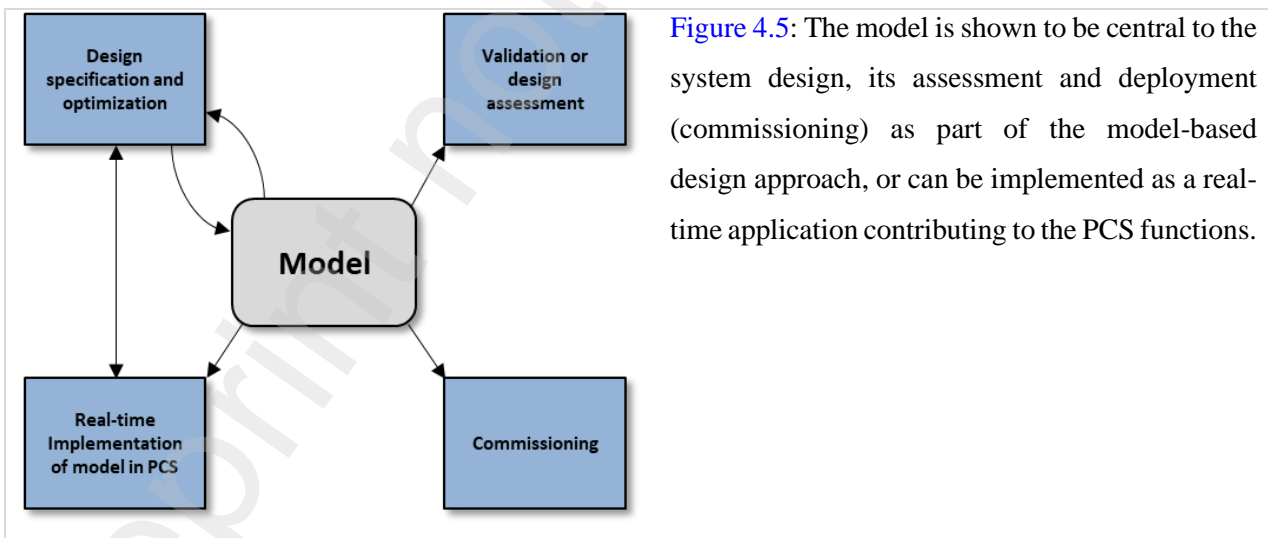 Design
specification and
optimization
Validation or
design
assessment
Model
Real-time
Implementation
of model in PCS
Commissioning
Figure 4.5: The model is shown to be central to the
system design, its assessment and deployment
(commissioning) as part of the model-based
design approach, or can be implemented as a real-
time application contributing to the PCS functions.